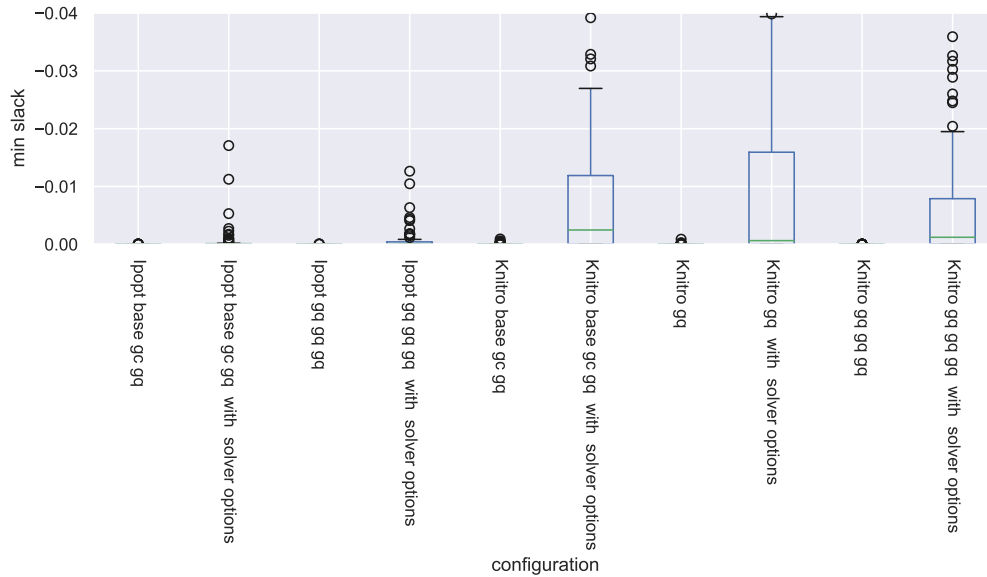 −0.04
−0.03
−0.02
−0.01
0.00
min slack
Ipopt base gc gq
Ipopt base gc gq with solver options
Ipopt gq gq gq
Ipopt gq gq gq with solver options
Knitro base gc gq
Knitro base gc gq with solver options
Knitro gq
Knitro gq with solver options
Knitro gq gq gq
Knitro gq gq gq with solver options
configuration